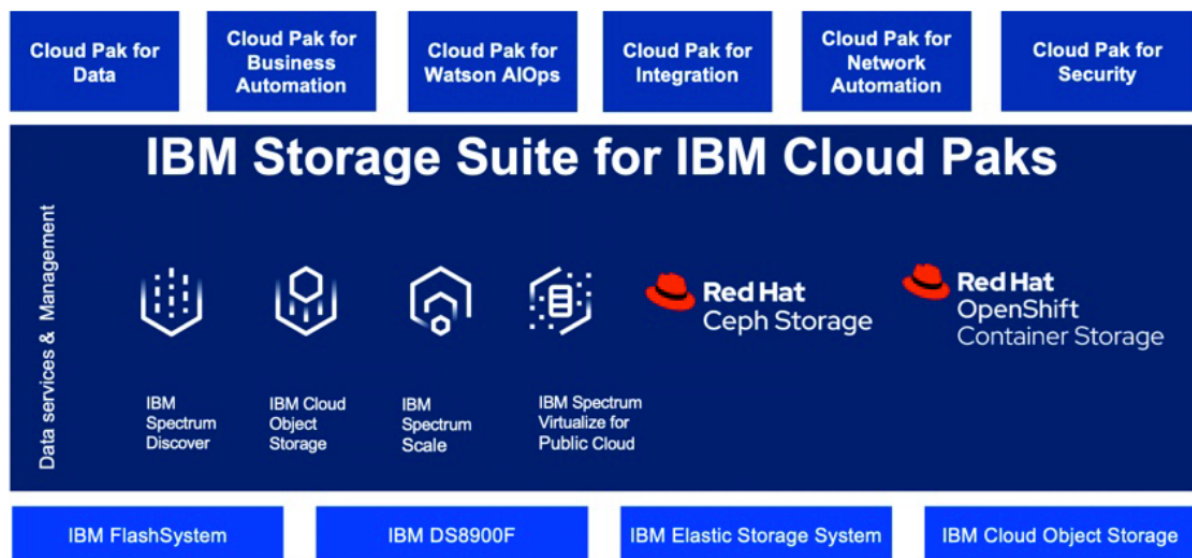 Cloud Pak for
Data
Cloud Pak for
Business
Automation
Cloud Pak for
Watson AIOps
Cloud Pak for
Integration
Cloud Pak for
Network
Automation
Cloud Pak for
Security
IBM Storage Suite for IBM Cloud Paks
Data services & Management
Red Hat
Ceph Storage
Red Hat
OpenShift
Container Storage
IBM
Spectrum
Discover
IBM Cloud
Object
Storage
IBM
Spectrum
Scale
IBM Spectrum
Virtualize for
Public Cloud
IBM FlashSystem
IBM DS8900F
IBM Elastic Storage System
IBM Cloud Object Storage